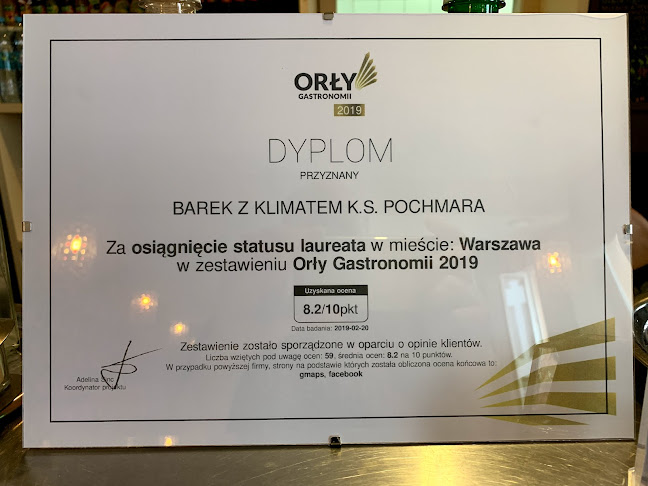 ORŁY
GASTRONOMII
2019
DYPLOM
PRZYZNANY
BAREK Z KLIMATEM K.S. POCHMARA
Za osiągnięcie statusu laureata w mieście: Warszawa
w zestawieniu Orły Gastronomii 2019
Uzyskana ocena
8.2/10pkt
Data badania: 2019-02-20
Zestawienie zostało sporządzone w oparciu o opinie klientów.
Liczba wziętych pod uwagę ocen: 59, średnia ocen: 8.2 na 10 punktów.
W przypadku powyższej firmy, strony na podstawie których została obliczona ocena końcowa to:
gmaps, facebook
Adelina
Koordynator projektu